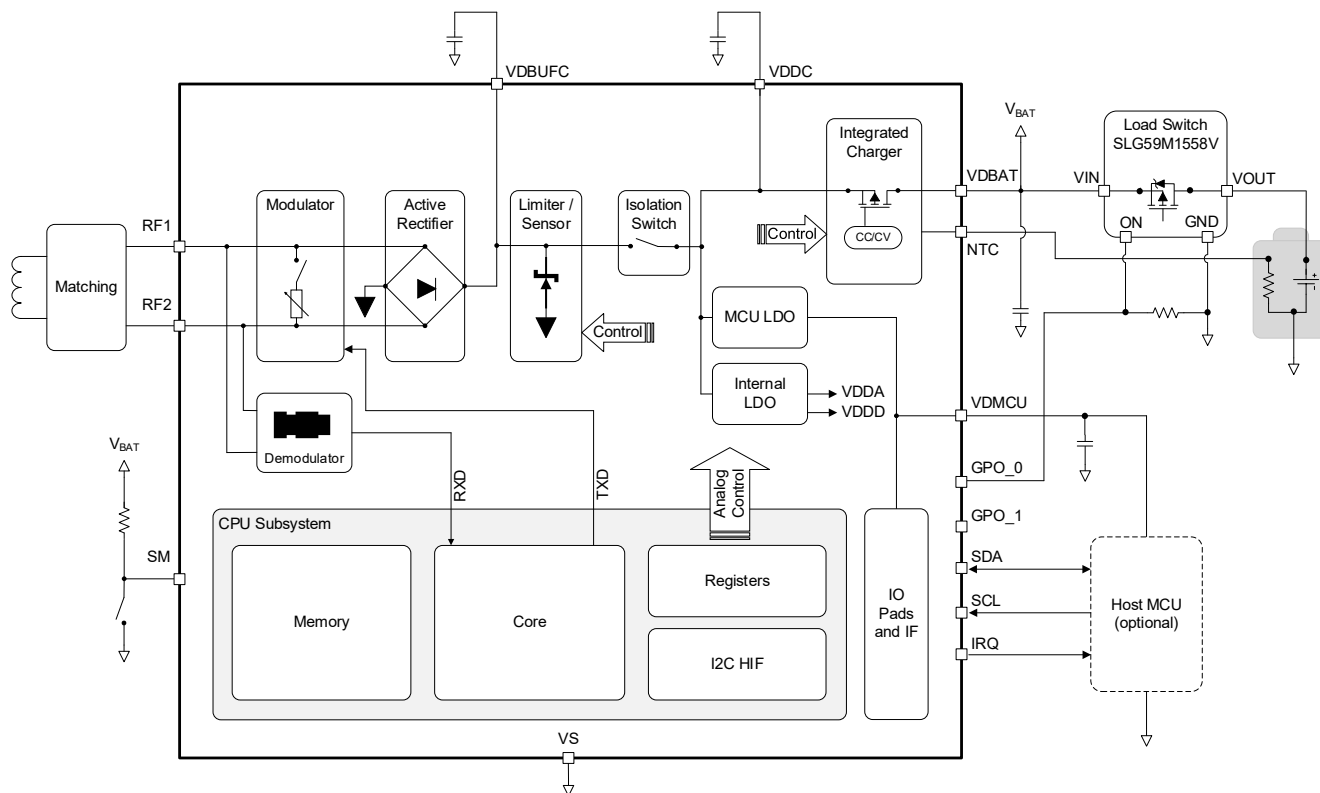 VDBUFC
VDDC
V_BAT
Load Switch
SLG59M1558V
Integrated
Charger
VDBAT
VIN
VOUT
Modulator
Active
Rectifier
Limiter /
Sensor
Isolation
Switch
ON
GND
RF1
Control
CC/CV
NTC
Matching
RF2
MCU LDO
Control
Internal
LDO
VDDA
VDDD
+
-
VDMCU
V_BAT
Demodulator
RXD
TXD
Analog
Control
GPO_0
CPU Subsystem
GPO_1
SM
SDA
Registers
IO
Pads
and IF
SCL
Host MCU
(optional)
Memory
Core
IRQ
I2C HIF
VS